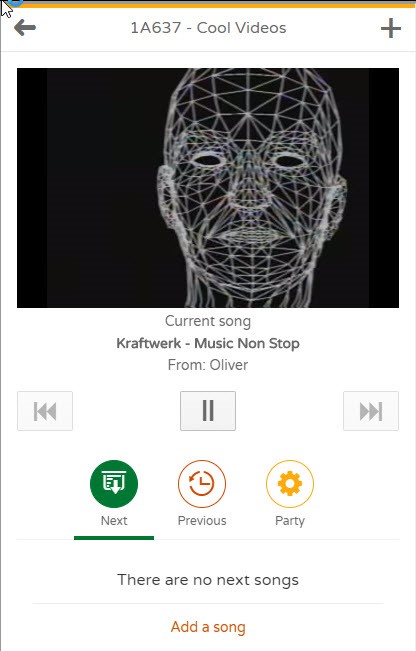 1A637 - Cool Videos
Current song
Kraftwerk - Music Non Stop
From: Oliver
Next
Previous
Party
There are no next songs
Add a song